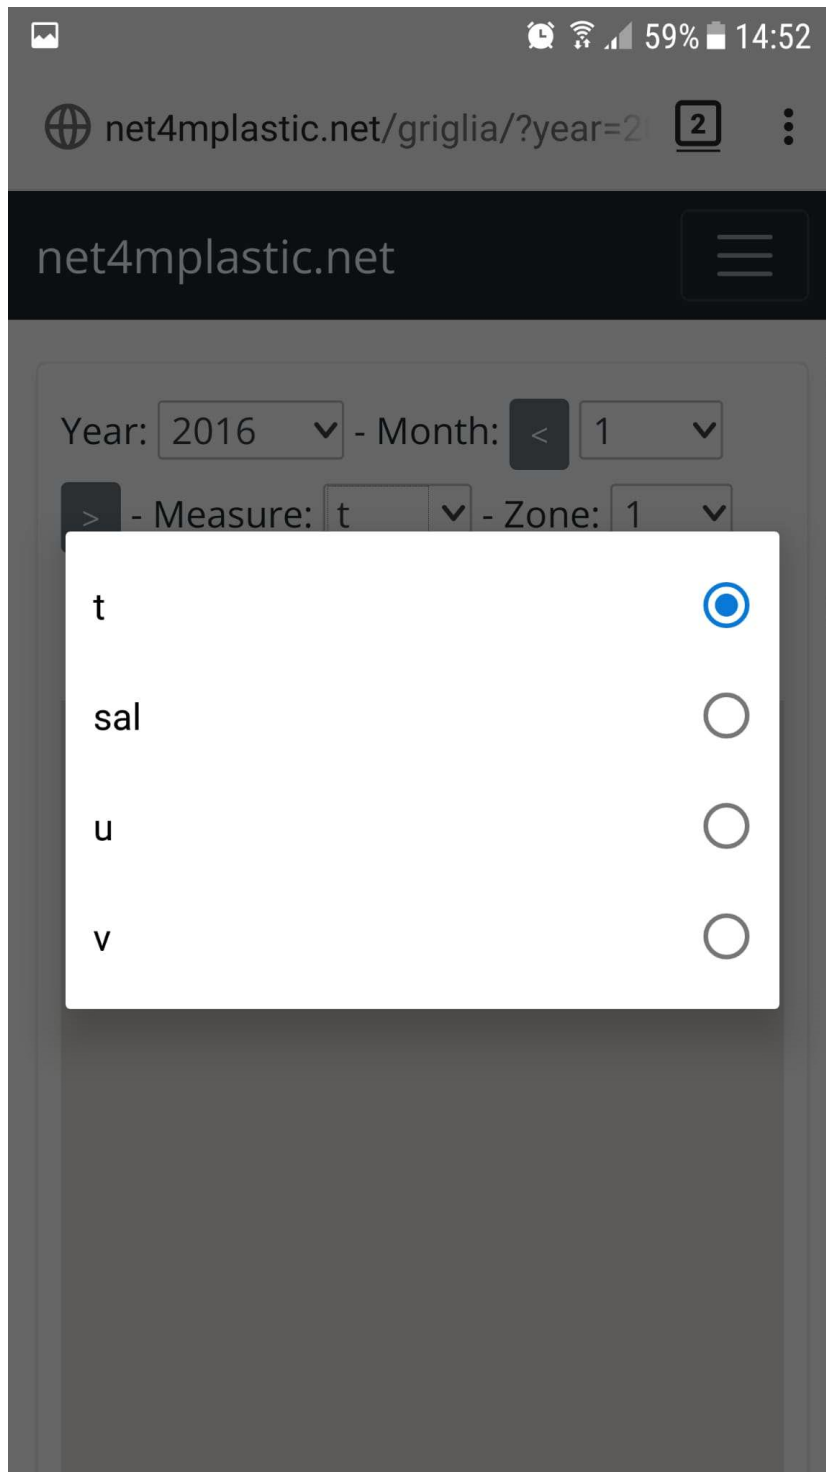 59% 14:52
net4mplastic.net/griglia/?year=2 2
net4mplastic.net
Year: 2016 - Month: < 1
> - Measure: t - Zone: 1
t
sal
u
v